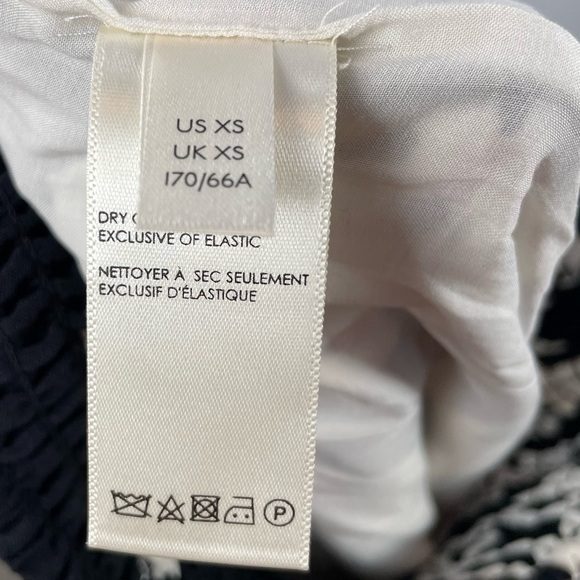 US XS
UK XS
170/66A
DRY
EXCLUSIVE OF ELASTIC
NETTOYER A SEC SEULEMENT
EXCLUSIF D'ÉLASTIQUE
P